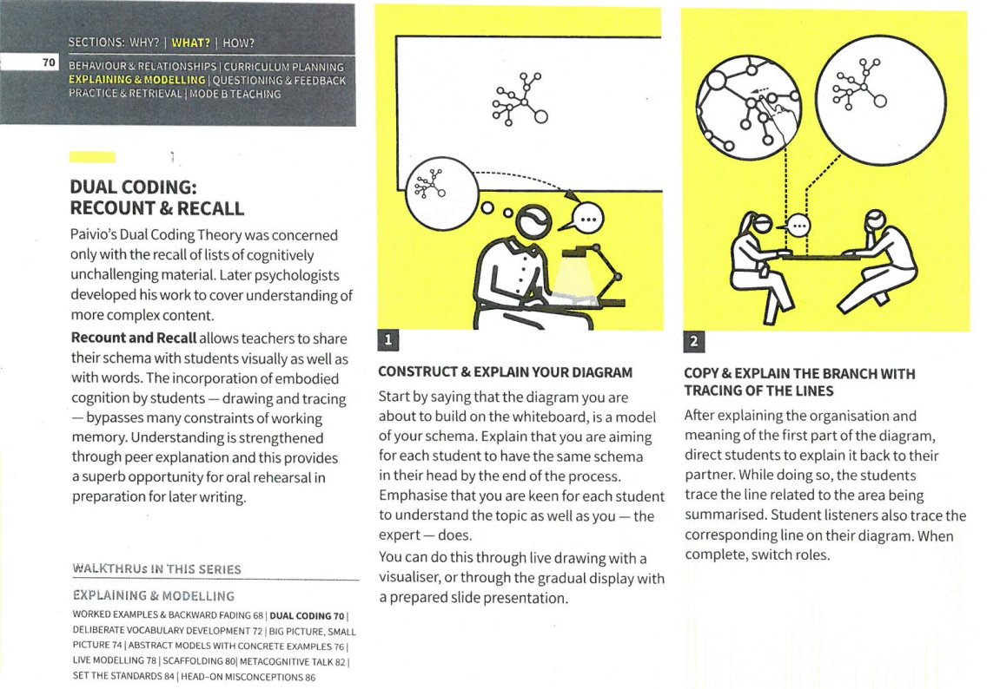 SECTIONS: WHY? | WHAT? | HOW?
70
BEHAVIOUR & RELATIONSHIPS | CURRICULUM PLANNING
EXPLAINING & MODELLING | QUESTIONING & FEEDBACK
PRACTICE & RETRIEVAL | MODE B TEACHING
DUAL CODING:
RECOUNT & RECALL
Paivio's Dual Coding Theory was concerned
only with the recall of lists of cognitively
unchallenging material. Later psychologists
developed his work to cover understanding of
more complex content.
Recount and Recall allows teachers to share
their schema with students visually as well as
with words. The incorporation of embodied
cognition by students — drawing and tracing
— bypasses many constraints of working
memory. Understanding is strengthened
through peer explanation and this provides
a superb opportunity for oral rehearsal in
preparation for later writing.
WALKTHRUs IN THIS SERIES
EXPLAINING & MODELLING
WORKED EXAMPLES & BACKWARD FADING 68 | DUAL CODING 70 |
DELIBERATE VOCABULARY DEVELOPMENT 72 | BIG PICTURE, SMALL
PICTURE 74 | ABSTRACT MODELS WITH CONCRETE EXAMPLES 76 |
LIVE MODELLING 78 | SCAFFOLDING 80| METACOGNITIVE TALK 82 |
SET THE STANDARDS 84 | HEAD-ON MISCONCEPTIONS 86
1
CONSTRUCT & EXPLAIN YOUR DIAGRAM
Start by saying that the diagram you are
about to build on the whiteboard, is a model
of your schema. Explain that you are aiming
for each student to have the same schema
in their head by the end of the process.
Emphasise that you are keen for each student
to understand the topic as well as you — the
expert — does.
You can do this through live drawing with a
visualiser, or through the gradual display with
a prepared slide presentation.
2
COPY & EXPLAIN THE BRANCH WITH
TRACING OF THE LINES
After explaining the organisation and
meaning of the first part of the diagram,
direct students to explain it back to their
partner. While doing so, the students
trace the line related to the area being
summarised. Student listeners also trace the
corresponding line on their diagram. When
complete, switch roles.